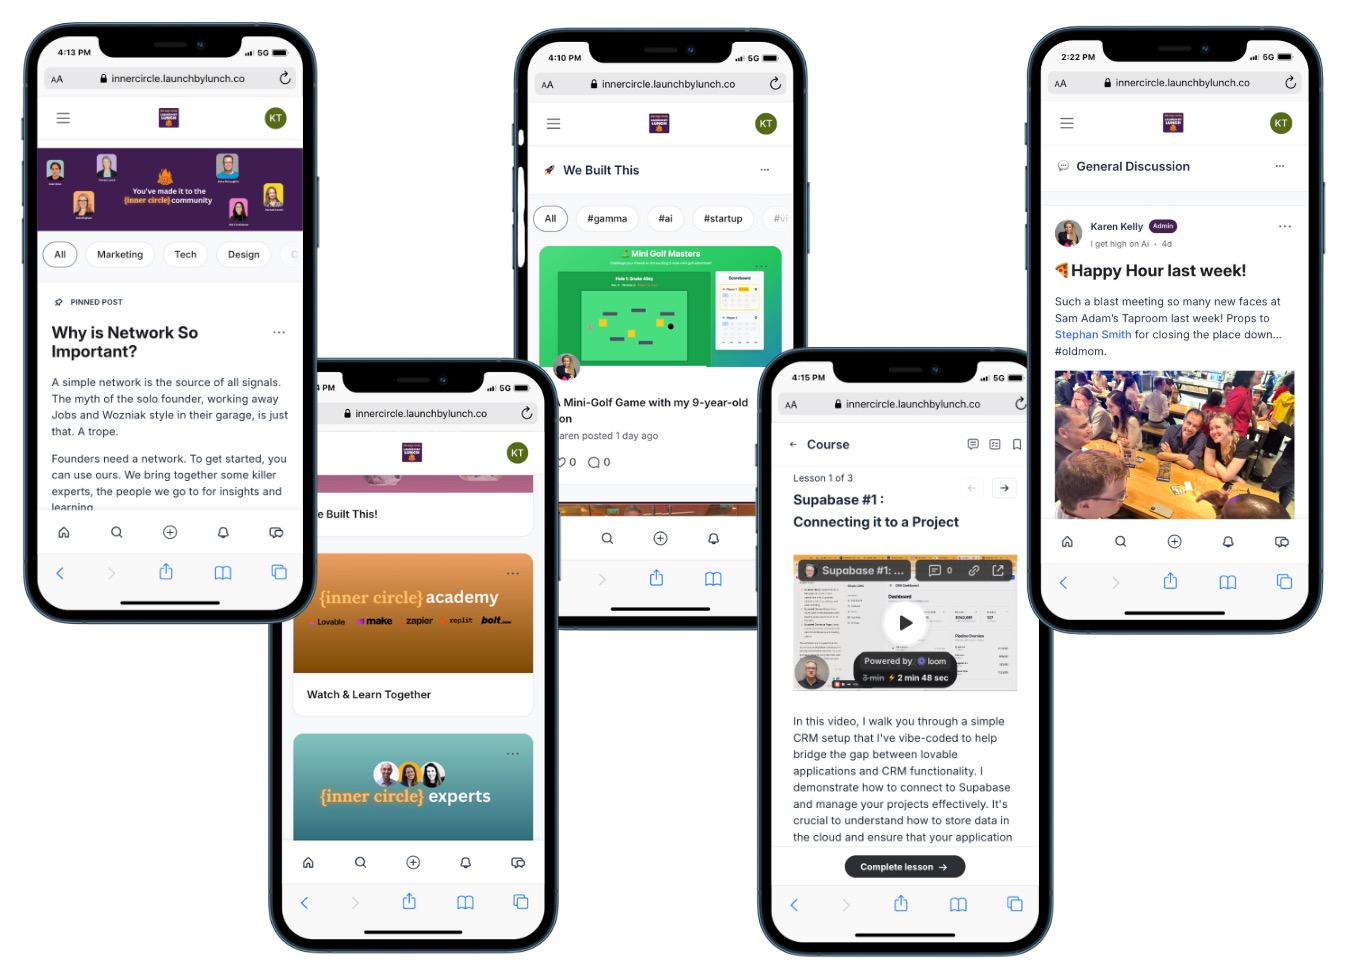 4:13 PM
5G
AA
innercircle.launchbylunch.co
LUNCH
KT
You've made it to the
{inner circle} community
All
Marketing
Tech
Design
C
PINNED POST
Why is Network So
Important?
A simple network is the source of all signals.
The myth of the solo founder, working away
Jobs and Wozniak style in their garage, is just
that. A trope.
Founders need a network. To get started, you
can use ours. We bring together some killer
experts, the people we go to for insights and
learning
4 PM
5G
innercircle.launchbylunch.co
KT
e Built This!
{inner circle} academy
Lovable
make
zapier
replit
bolt.new
Watch & Learn Together
{inner circle} experts
4:10 PM
5G
AA
innercircle.launchbylunch.co
LUNCH
KT
We Built This
All
#gamma
#ai
#startup
#vi
Mini Golf Masters
Hole 1: Snake Alley
Scoreboard
Mini-Golf Game with my 9-year-old
on
aren posted 1 day ago
0
0
4:15 PM
5G
AA
innercircle.launchbylunch.co
Course
Lesson 1 of 3
Supabase #1 :
Connecting it to a Project
Supabase #1: ...
0
Dashboard
Powered by loom
3 min 2 min 48 sec
In this video, I walk you through a simple
CRM setup that I've vibe-coded to help
bridge the gap between lovable
applications and CRM functionality. I
demonstrate how to connect to Supabase
and manage your projects effectively. It's
crucial to understand how to store data in
the cloud and ensure that your application
Complete lesson →
2:22 PM
5G
AA
innercircle.launchbylunch.co
LUNCH
KT
General Discussion
Karen Kelly
Admin
I get high on Ai • 4d
Happy Hour last week!
Such a blast meeting so many new faces at
Sam Adam's Taproom last week! Props to
Stephan Smith for closing the place down...
#oldmom.